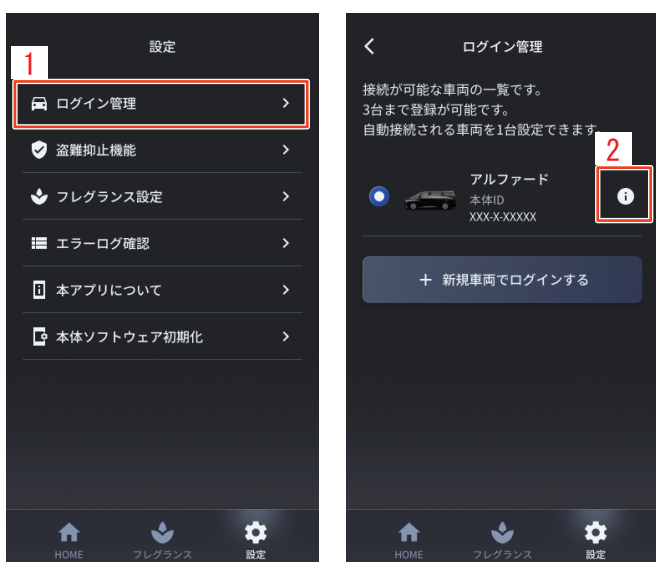 1
設定
ログイン管理
盗難抑止機能
フレグランス設定
エラーログ確認
本アプリについて
本体ソフトウェア初期化
HOME
フレグランス
設定
ログイン管理
接続が可能な車両の一覧です。
3台まで登録が可能です。
自動接続される車両を1台設定できます。
2
アルファード
本体ID
XXX-X-XXXXX
+ 新規車両でログインする
HOME
フレグランス
設定